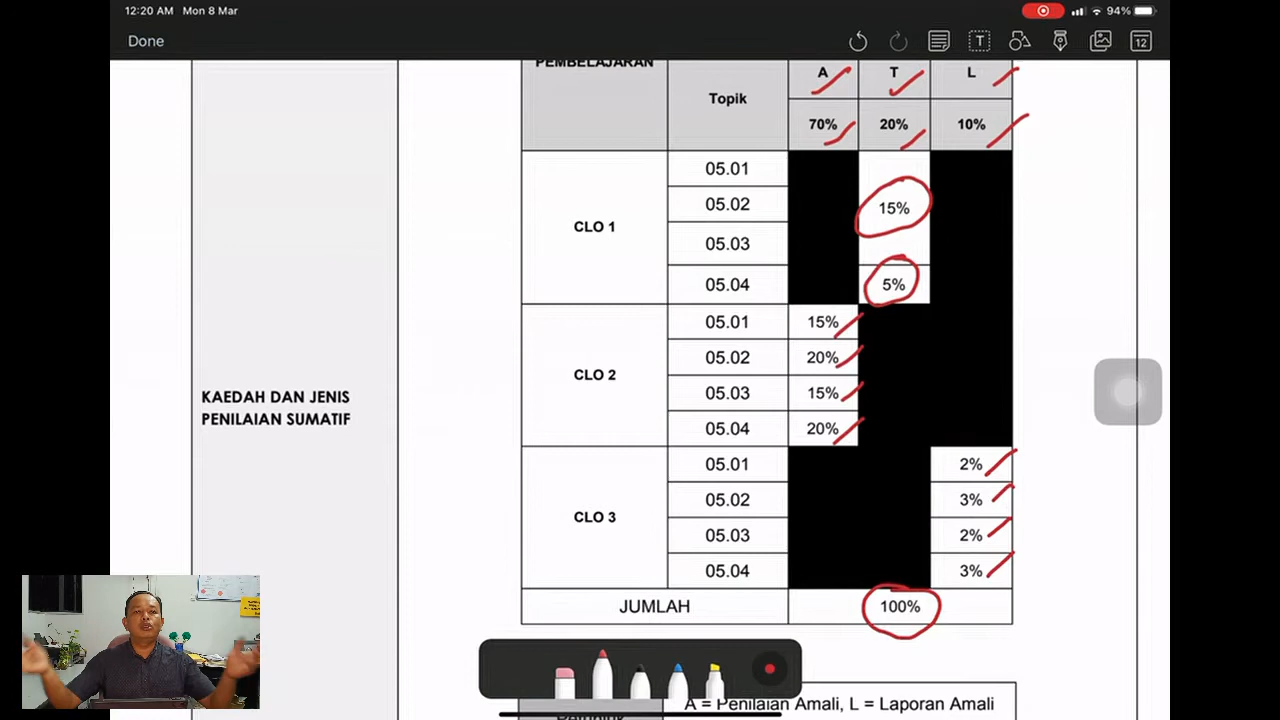 12:20 AM Mon 8 Mar
94%
Done
T
12
PEMBELAJARAN
Topik
A T L
70% 20% 10%
CLO 1
05.01
05.02
05.03
05.04
15%
5%
CLO 2
05.01 15%
05.02 20%
05.03 15%
05.04 20%
KAEDAH DAN JENIS
PENILAIAN SUMATIF
CLO 3
05.01 2%
05.02 3%
05.03 2%
05.04 3%
JUMLAH 100%
A = Penilaian Amali, L = Laporan Amali